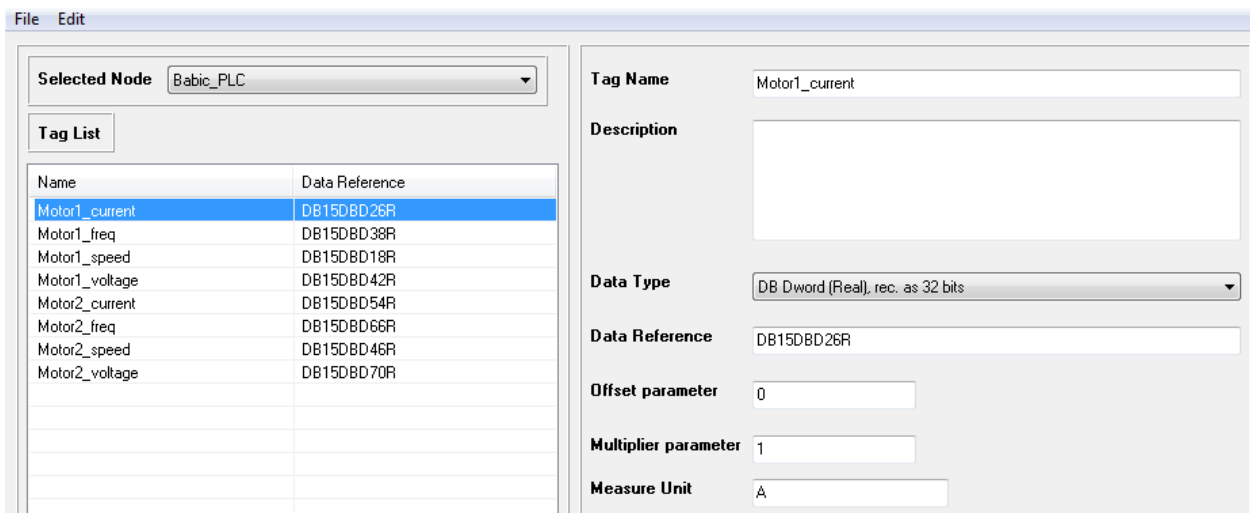 File Edit
Selected Node Babic_PLC
Tag List
Name Data Reference
Motor1_current DB15DBD26R
Motor1_freq DB15DBD38R
Motor1_speed DB15DBD18R
Motor1_voltage DB15DBD42R
Motor2_current DB15DBD54R
Motor2_freq DB15DBD66R
Motor2_speed DB15DBD46R
Motor2_voltage DB15DBD70R
Tag Name Motor1_current
Description
Data Type DB Dword (Real), rec. as 32 bits
Data Reference DB15DBD26R
Offset parameter 0
Multiplier parameter 1
Measure Unit A